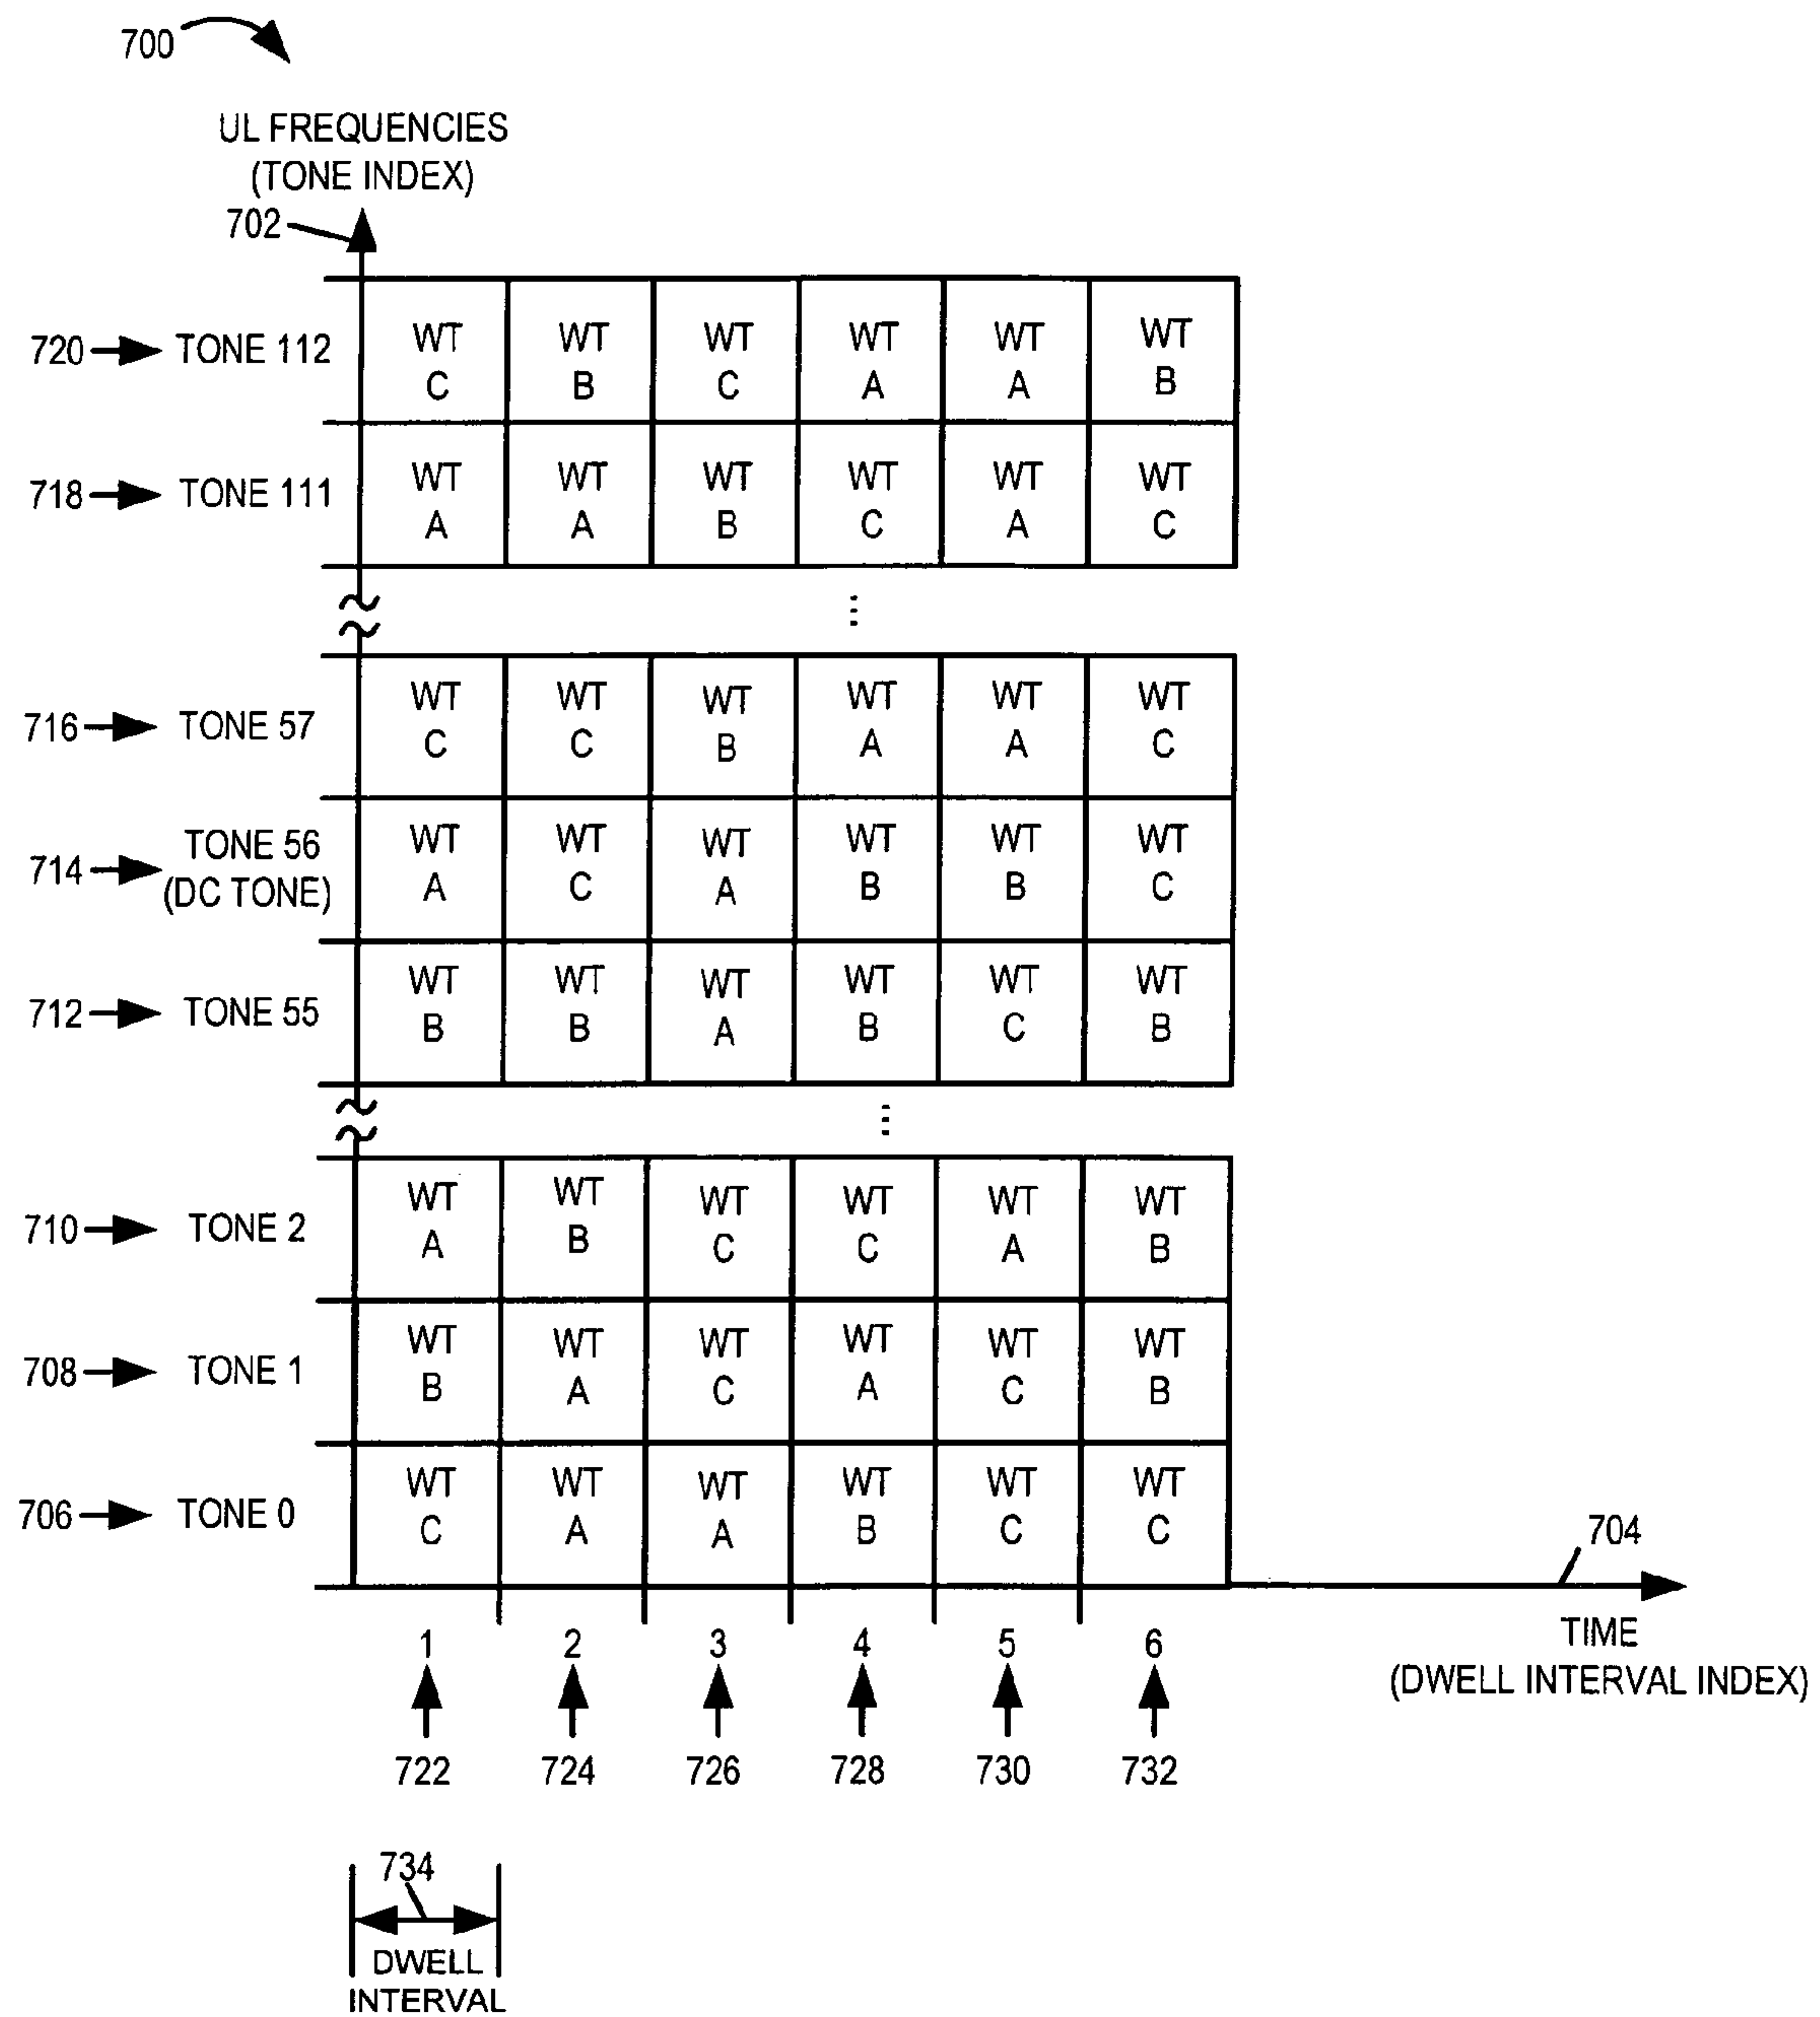 700
UL FREQUENCIES
(TONE INDEX)
702
720 TONE 112 WT C WT B WT C WT A WT A WT B
718 TONE 111 WT A WT A WT B WT C WT A WT C
...
716 TONE 57 WT C WT C WT B WT A WT A WT C
714 TONE 56 (DC TONE) WT A WT C WT A WT B WT B WT C
712 TONE 55 WT B WT B WT A WT B WT C WT B
...
710 TONE 2 WT A WT B WT C WT C WT A WT B
708 TONE 1 WT B WT A WT C WT A WT C WT B
706 TONE 0 WT C WT A WT A WT B WT C WT C
704
1 2 3 4 5 6
TIME
(DWELL INTERVAL INDEX)
722 724 726 728 730 732
734
DWELL
INTERVAL